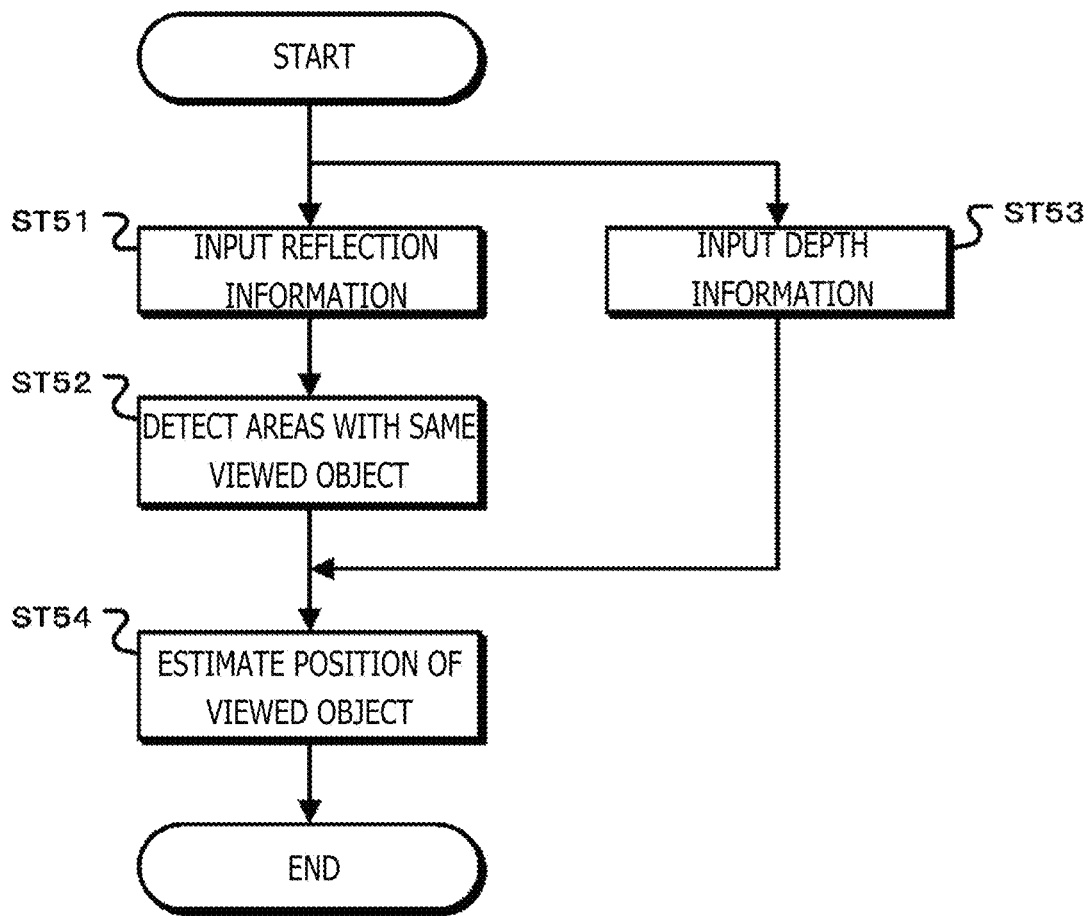 START
ST51
INPUT REFLECTION
INFORMATION
ST53
INPUT DEPTH
INFORMATION
ST52
DETECT AREAS WITH SAME
VIEWED OBJECT
ST54
ESTIMATE POSITION OF
VIEWED OBJECT
END